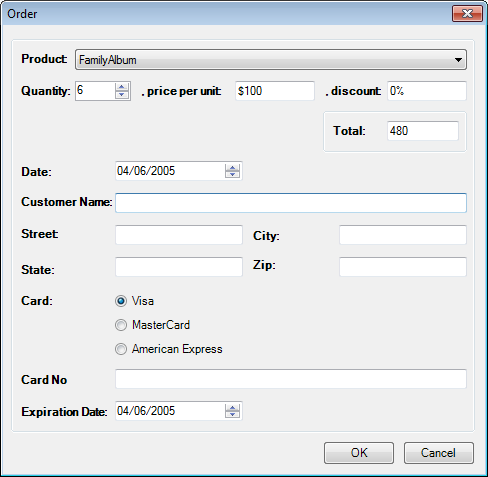 Order
Product: FamilyAlbum
Quantity: 6 , price per unit: $100 , discount: 0%
Total: 480
Date: 04/06/2005
Customer Name:
Street: City:
State: Zip:
Card: Visa
MasterCard
American Express
Card No
Expiration Date: 04/06/2005
OK Cancel